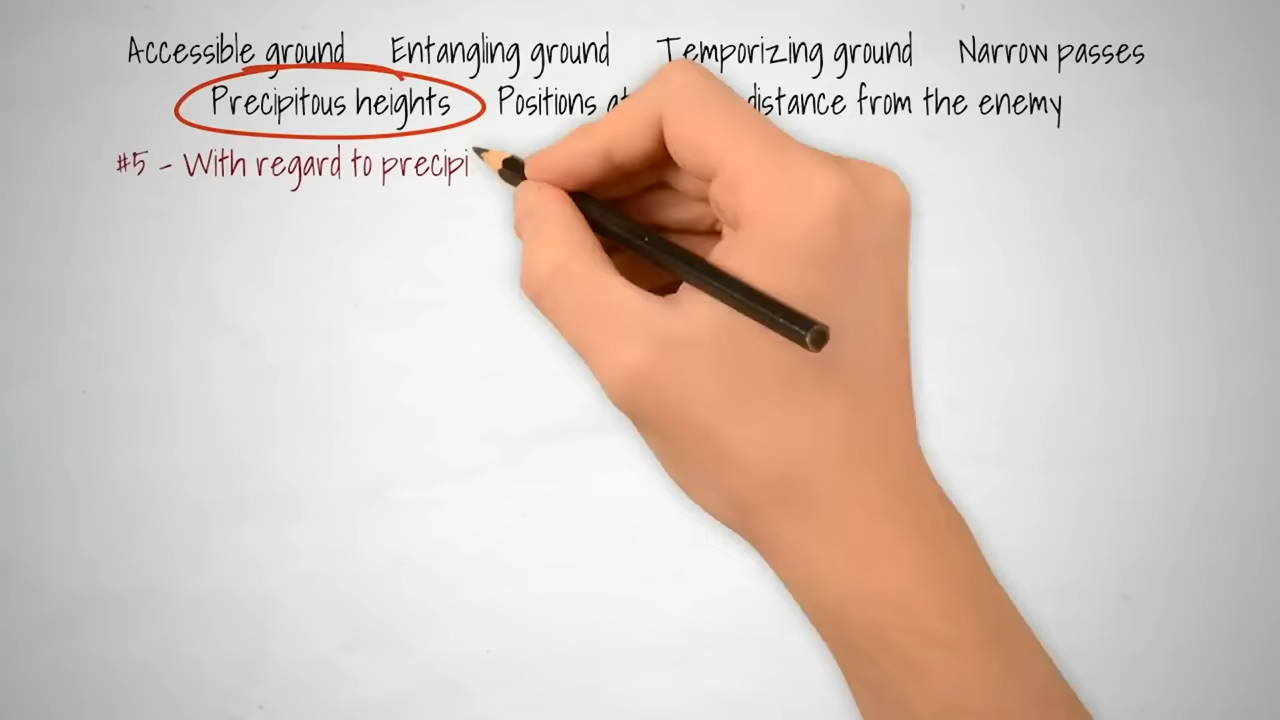 Accessible ground Entangling ground Temporizing ground Narrow passes
Precipitous heights Positions distance from the enemy
#5 - With regard to precipi